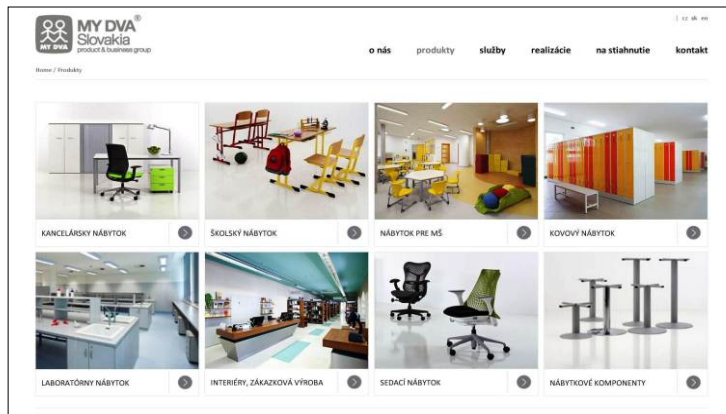 MY DVA
MY DVA®
Slovakia
product & business group
| cz sk en
o nás produkty služby realizácie na stiahnutie kontakt
Home / Produkty
KANCELÁRSKY NÁBYTOK
ŠKOLSKÝ NÁBYTOK
NÁBYTOK PRE MŠ
KOVOVÝ NÁBYTOK
LABORATÓRNY NÁBYTOK
INTERIÉRY, ZÁKAZKOVÁ VÝROBA
SEDACÍ NÁBYTOK
NÁBYTKOVÉ KOMPONENTY